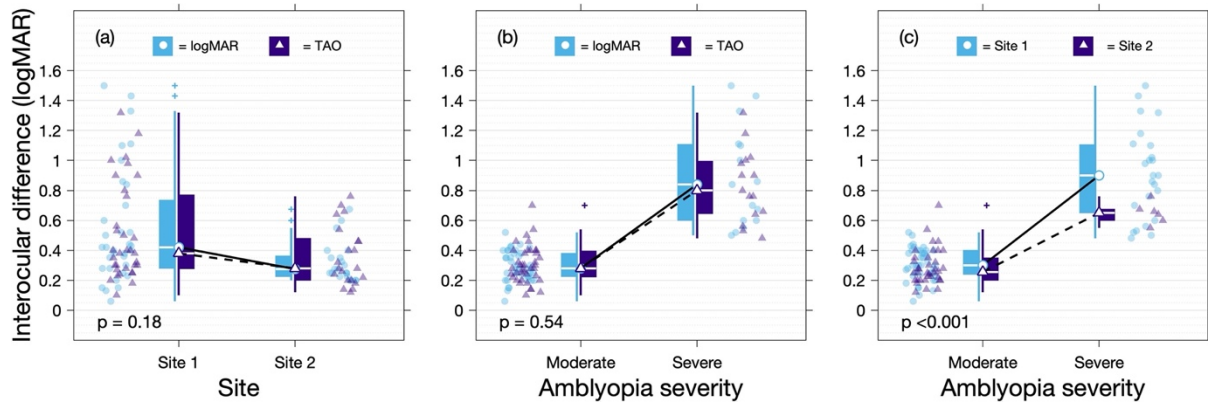 Interocular difference (logMAR)
(a)
= logMAR
= TAO
1.6
1.4
1.2
1
0.8
0.6
0.4
0.2
0
p = 0.18
Site 1
Site 2
Site
(b)
= logMAR
= TAO
1.6
1.4
1.2
1
0.8
0.6
0.4
0.2
0
p = 0.54
Moderate
Severe
Amblyopia severity
(c)
= Site 1
= Site 2
1.6
1.4
1.2
1
0.8
0.6
0.4
0.2
0
p <0.001
Moderate
Severe
Amblyopia severity